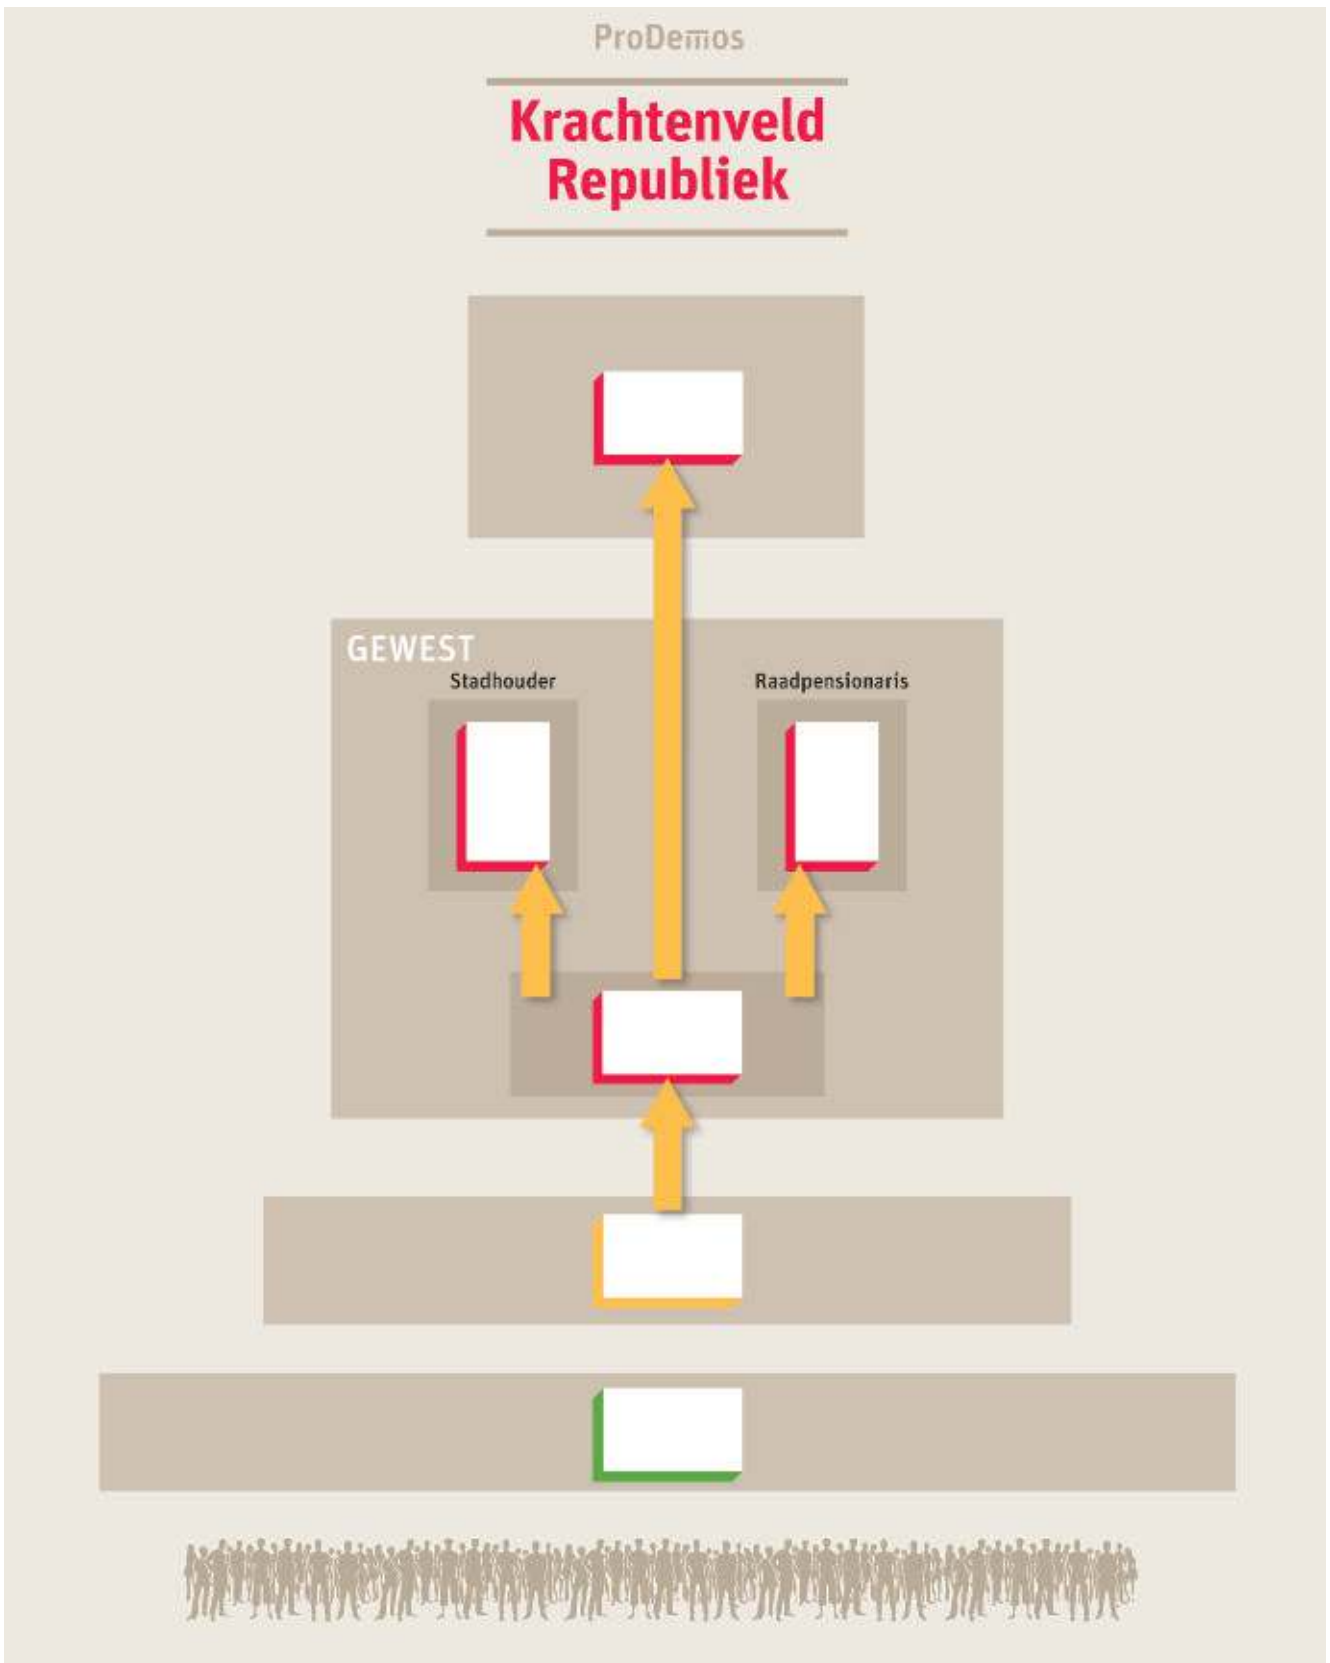 ProDemos
Krachtenveld
Republiek
GEWEST
Stadhouder
Raadpensionaris